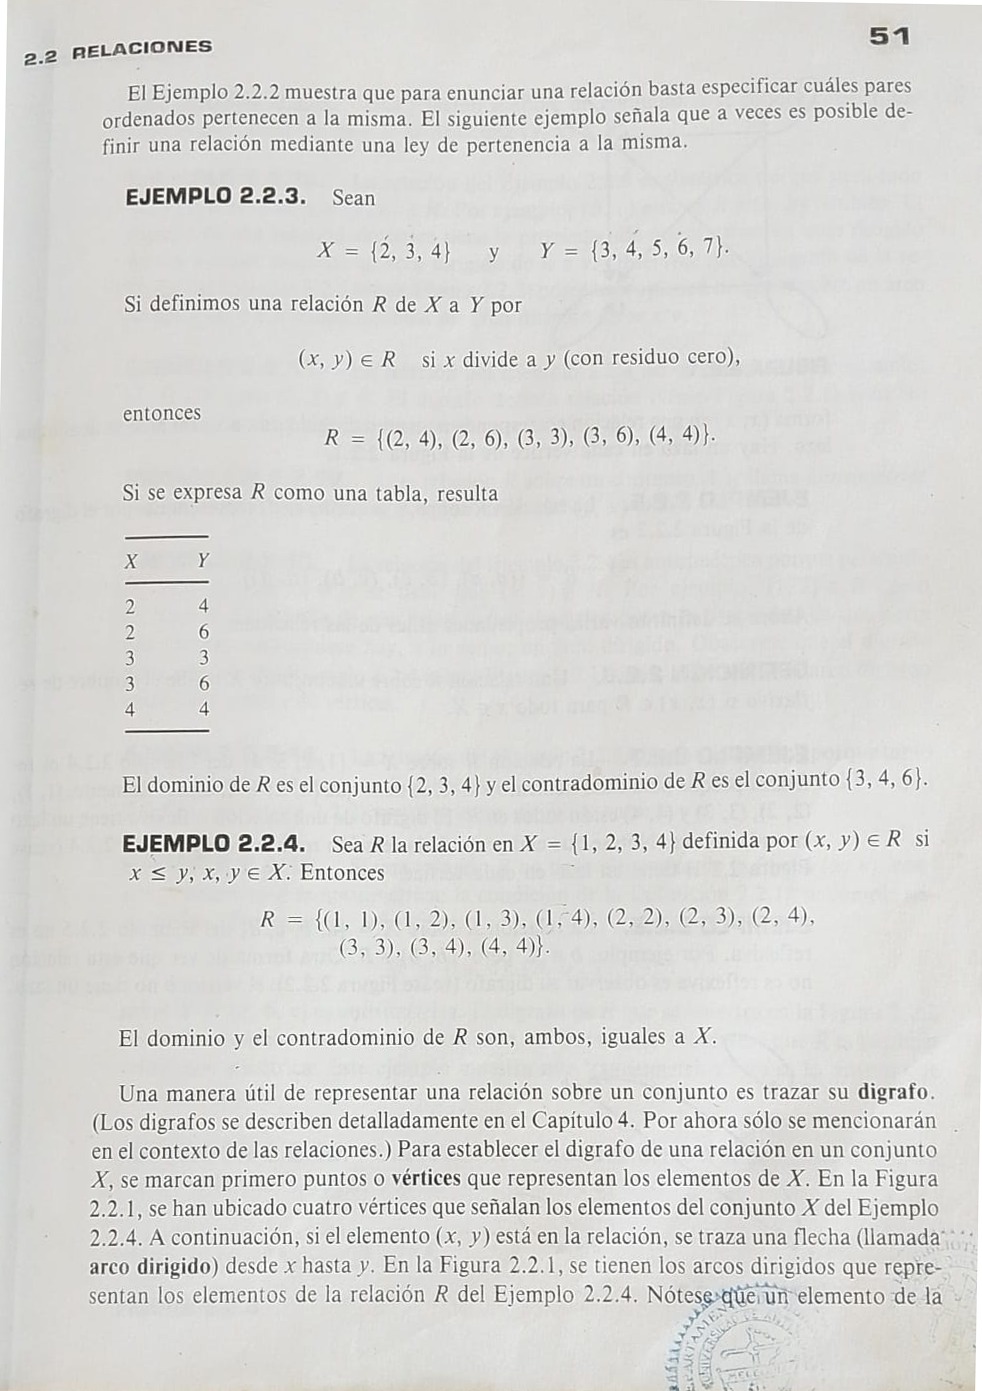 2.2 RELACIONES
51
El Ejemplo 2.2.2 muestra que para enunciar una relación basta especificar cuáles pares
ordenados pertenecen a la misma. El siguiente ejemplo señala que a veces es posible de-
finir una relación mediante una ley de pertenencia a la misma.
EJEMPLO 2.2.3. Sean
X = {2, 3, 4} y Y = {3, 4, 5, 6, 7}.
Si definimos una relación R de X a Y por
(x, y) ∈ R si x divide a y (con residuo cero),
entonces
R = {(2, 4), (2, 6), (3, 3), (3, 6), (4, 4)}.
Si se expresa R como una tabla, resulta
X Y
2 4
2 6
3 3
3 6
4 4
El dominio de R es el conjunto {2, 3, 4} y el contradominio de R es el conjunto {3, 4, 6}.
EJEMPLO 2.2.4. Sea R la relación en X = {1, 2, 3, 4} definida por (x, y) ∈ R si
x ≤ y, x, y ∈ X. Entonces
R = {(1, 1), (1, 2), (1, 3), (1, 4), (2, 2), (2, 3), (2, 4),
(3, 3), (3, 4), (4, 4)}.
El dominio y el contradominio de R son, ambos, iguales a X.
Una manera útil de representar una relación sobre un conjunto es trazar su digrafo.
(Los digrafos se describen detalladamente en el Capítulo 4. Por ahora sólo se mencionarán
en el contexto de las relaciones.) Para establecer el digrafo de una relación en un conjunto
X, se marcan primero puntos o vértices que representan los elementos de X. En la Figura
2.2.1, se han ubicado cuatro vértices que señalan los elementos del conjunto X del Ejemplo
2.2.4. A continuación, si el elemento (x, y) está en la relación, se traza una flecha (llamada
arco dirigido) desde x hasta y. En la Figura 2.2.1, se tienen los arcos dirigidos que repre-
sentan los elementos de la relación R del Ejemplo 2.2.4. Nótese que un elemento de la